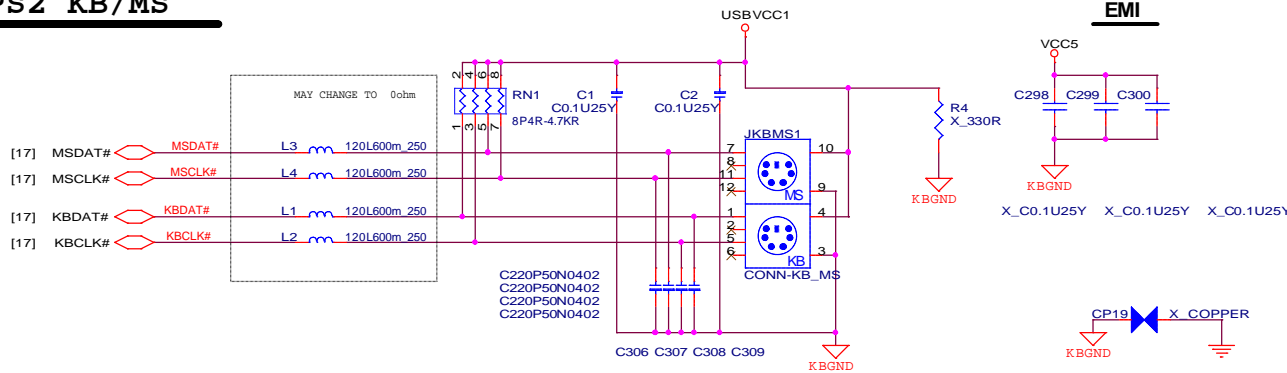 PS2 KB/MS
USBVCC1
EMI
VCC5
MAY CHANGE TO 0ohm
2 4 6 8
RN1
8P4R-4.7KR
1 3 5 7
C1
C0.1U25Y
C2
C0.1U25Y
R4
X_330R
C298
C299
C300
[17] MSDAT#
MSDAT#
L3
120L600m_250
[17] MSCLK#
MSCLK#
L4
120L600m_250
[17] KBDAT#
KBDAT#
L1
120L600m_250
[17] KBCLK#
KBCLK#
L2
120L600m_250
JKBMS1
7
8
11
12
10
9
MS
1
2
5
6
4
3
KB
CONN-KB_MS
KBGND
KBGND
X_C0.1U25Y X_C0.1U25Y X_C0.1U25Y
C220P50N0402
C220P50N0402
C220P50N0402
C220P50N0402
C306 C307 C308 C309
KBGND
CP19
X_COPPER
KBGND